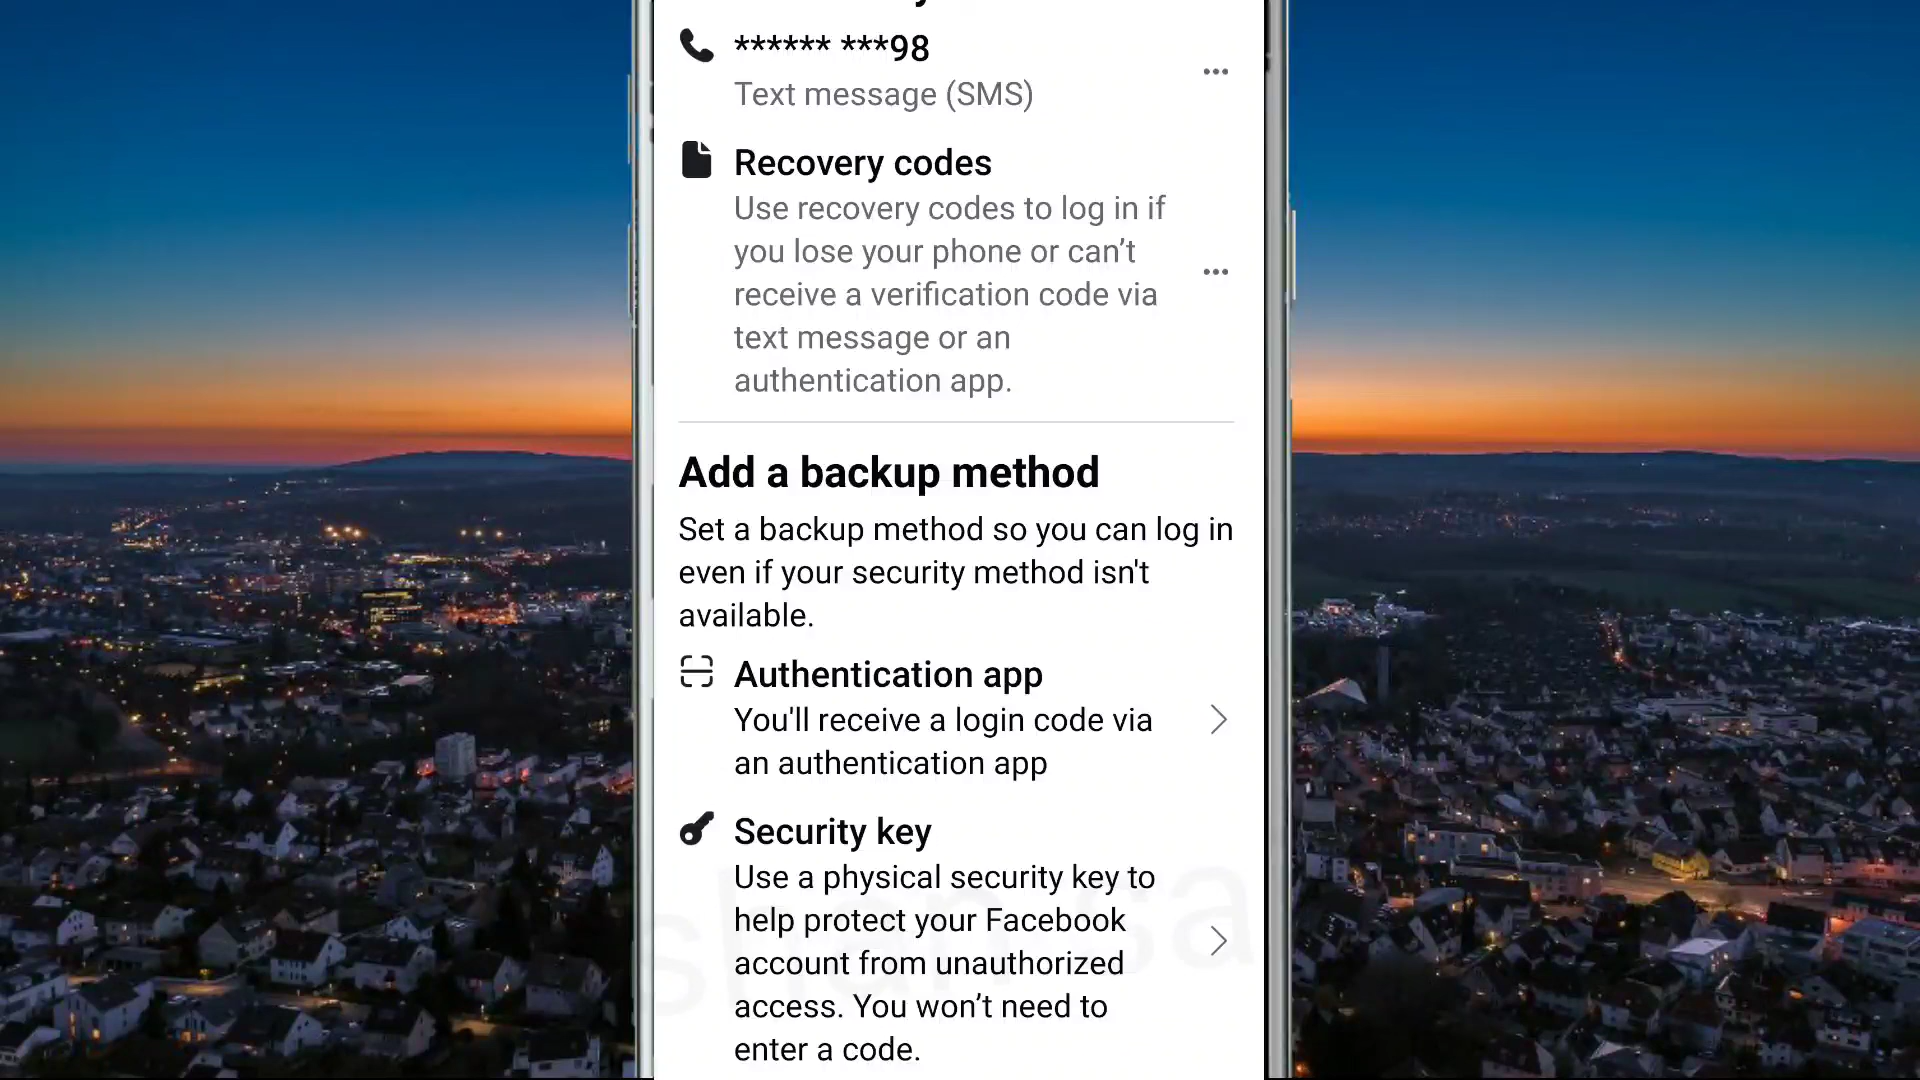 ****** ***98
Text message (SMS)
Recovery codes
Use recovery codes to log in if
you lose your phone or can’t
receive a verification code via
text message or an
authentication app.
Add a backup method
Set a backup method so you can log in
even if your security method isn't
available.
Authentication app
You'll receive a login code via
an authentication app
Security key
Use a physical security key to
help protect your Facebook
account from unauthorized
access. You won’t need to
enter a code.
shan sa